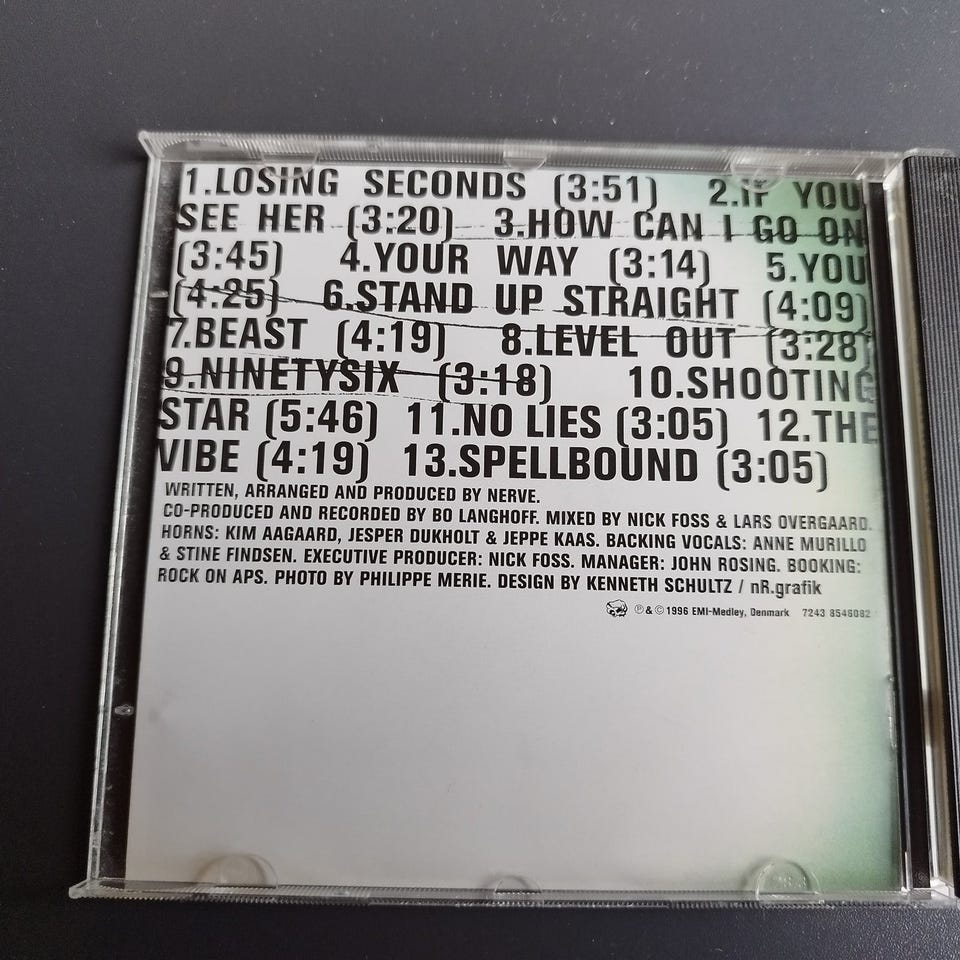 1.LOSING SECONDS (3:51) 2.IF YOU
SEE HER (3:20) 3.HOW CAN I GO ON
(3:45) 4.YOUR WAY (3:14) 5.YOU
(4:25) 6.STAND UP STRAIGHT (4:09)
7.BEAST (4:19) 8.LEVEL OUT (3:28)
9.NINETYSIX (3:18) 10.SHOOTING
STAR (5:46) 11.NO LIES (3:05) 12.THE
VIBE (4:19) 13.SPELLBOUND (3:05)
WRITTEN, ARRANGED AND PRODUCED BY NERVE.
CO-PRODUCED AND RECORDED BY BO LANGHOFF. MIXED BY NICK FOSS & LARS OVERGAARD.
HORNS: KIM AAGAARD, JESPER DUKHOLT & JEPPE KAAS. BACKING VOCALS: ANNE MURILLO
& STINE FINDSEN. EXECUTIVE PRODUCER: NICK FOSS. MANAGER: JOHN ROSING. BOOKING:
ROCK ON APS. PHOTO BY PHILIPPE MERIE. DESIGN BY KENNETH SCHULTZ / nR.grafik
℗ & © 1996 EMI-Medley, Denmark 7243 8546082